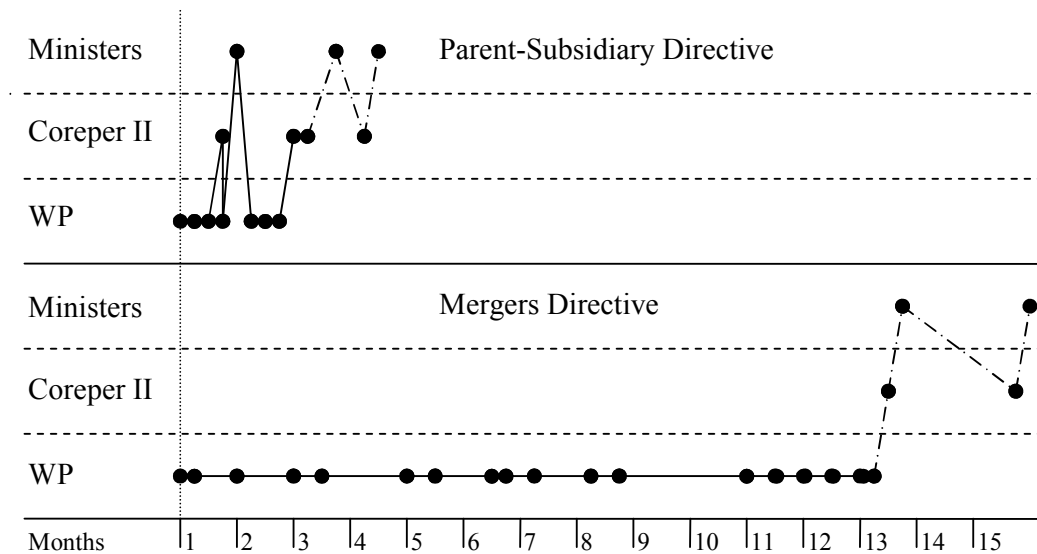 Ministers Parent-Subsidiary Directive
Coreper II
WP
Ministers Mergers Directive
Coreper II
WP
Months 1 2 3 4 5 6 7 8 9 10 11 12 13 14 15